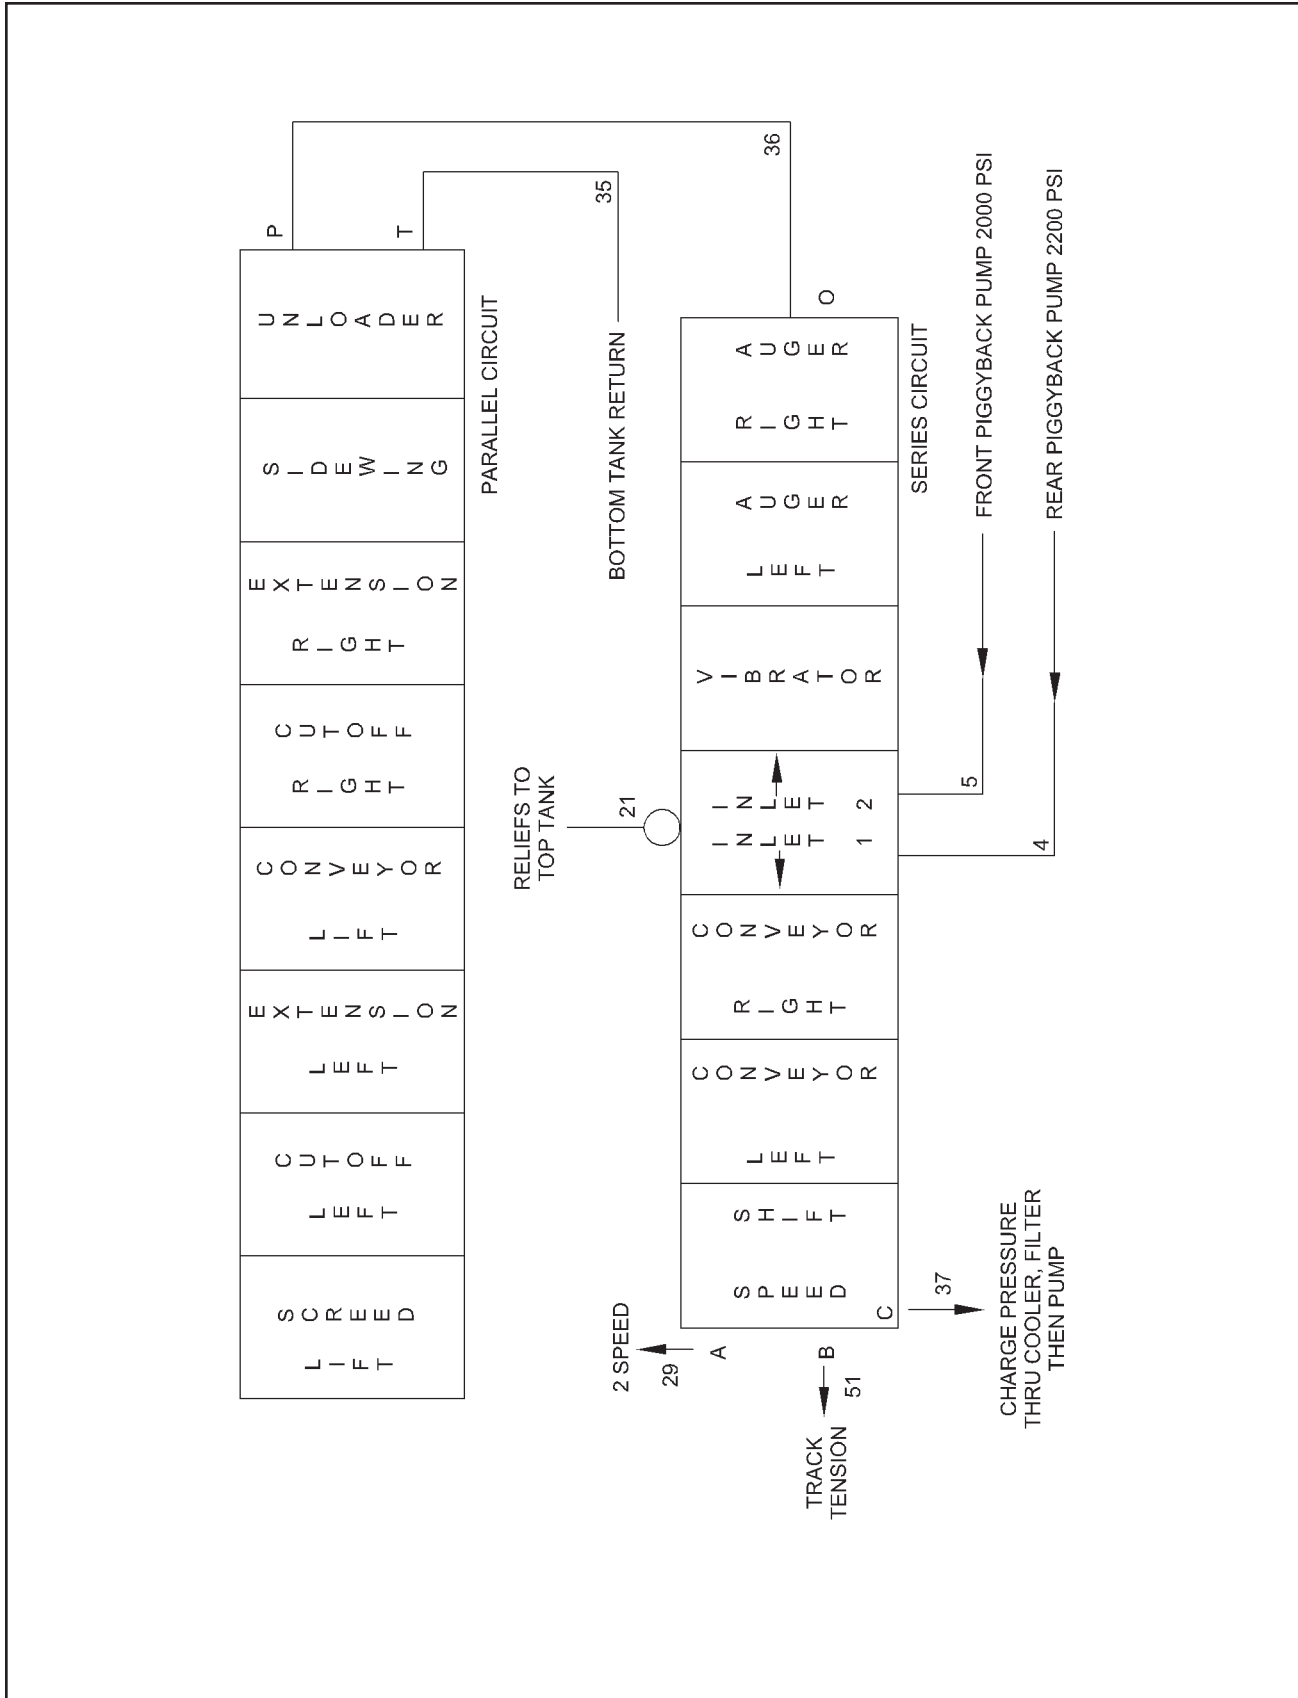 SCREED
LIFT
CUTOFF
LEFT
EXTENSION
LEFT
CONVEYOR
LIFT
CUTOFF
RIGHT
EXTENSION
RIGHT
SIDEWING
UNLOADER
P
T
PARALLEL CIRCUIT
36
35
BOTTOM TANK RETURN
RELIEFS TO
TOP TANK
21
2 SPEED
29
A
B
51
TRACK
TENSION
SHIFT
SPEED
C
37
CHARGE PRESSURE
THRU COOLER, FILTER
THEN PUMP
CONVEYOR
LEFT
CONVEYOR
RIGHT
INLET 1
INLET 2
VIBRATOR
AUGER
LEFT
AUGER
RIGHT
O
SERIES CIRCUIT
5
FRONT PIGGYBACK PUMP 2000 PSI
4
REAR PIGGYBACK PUMP 2200 PSI